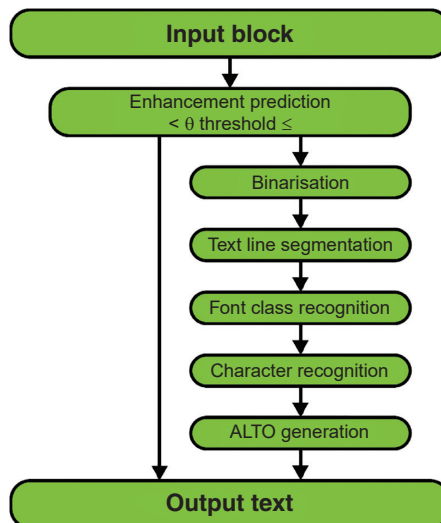 Input block
Enhancement prediction
< θ threshold ≤
Binarisation
Text line segmentation
Font class recognition
Character recognition
ALTO generation
Output text